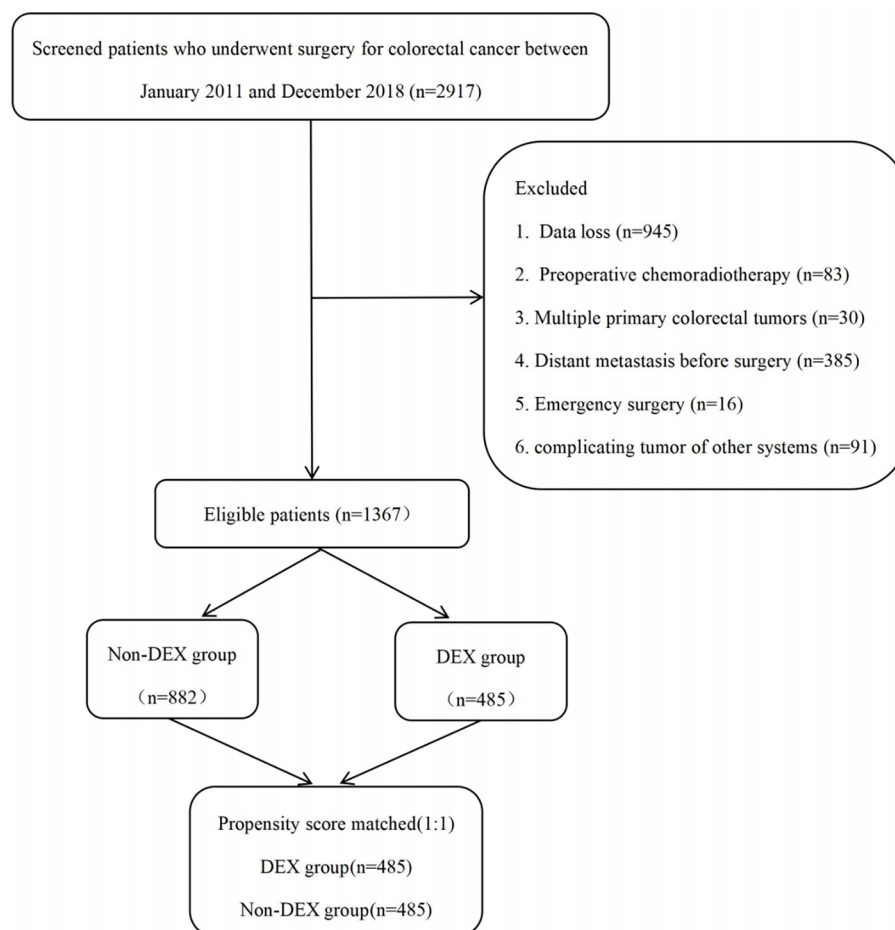 Screened patients who underwent surgery for colorectal cancer between
January 2011 and December 2018 (n=2917)
Excluded
1. Data loss (n=945)
2. Preoperative chemoradiotherapy (n=83)
3. Multiple primary colorectal tumors (n=30)
4. Distant metastasis before surgery (n=385)
5. Emergency surgery (n=16)
6. complicating tumor of other systems (n=91)
Eligible patients (n=1367）
Non-DEX group
（n=882）
DEX group
（n=485）
Propensity score matched(1:1)
DEX group(n=485)
Non-DEX group(n=485)